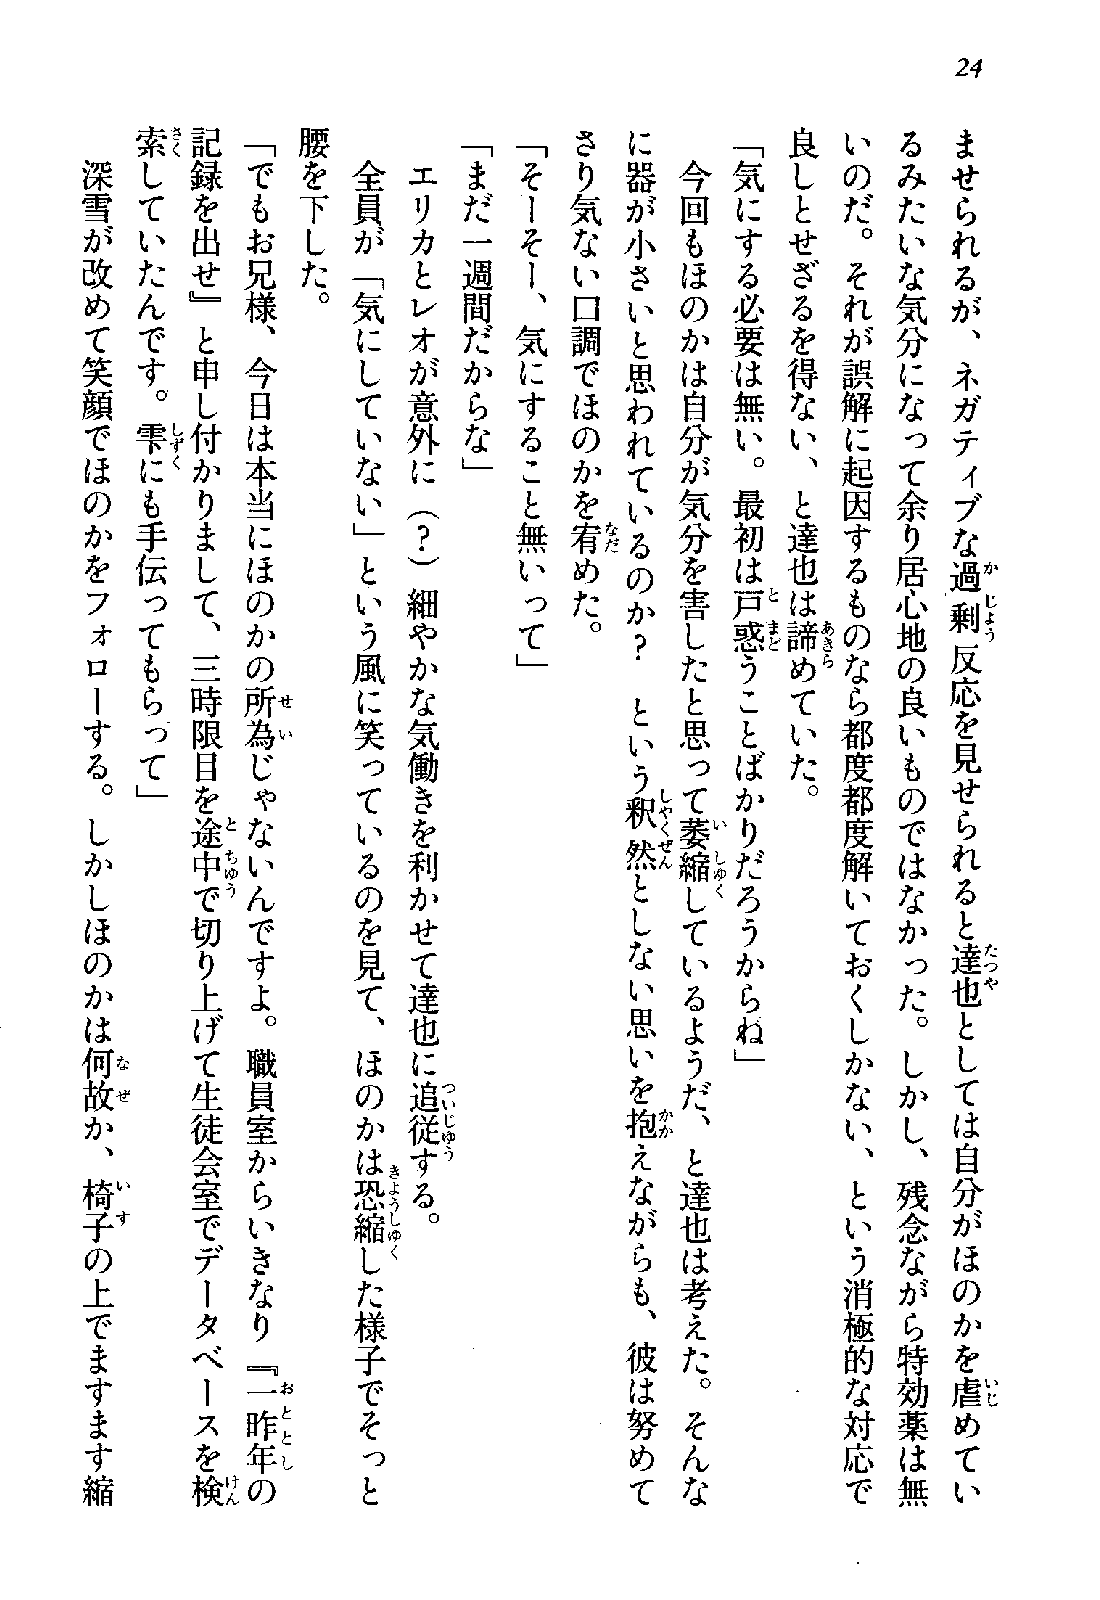 24
ませられるが、ネガティブな過剰反応を見せられると達也としては自分がほのかを虐めてい
るみたいな気分になって余り居心地の良いものではなかった。しかし、残念ながら特効薬は無
いのだ。それが誤解に起因するものなら都度都度解いておくしかない、という消極的な対応で
良しとせざるを得ない、と達也は諦めていた。
「気にする必要は無い。最初は戸惑うことばかりだろうからね」
今回もほのかは自分が気分を害したと思って萎縮しているようだ、と達也は考えた。そんな
に器が小さいと思われているのか？　という釈然としない思いを抱えながらも、彼は努めて
さり気ない口調でほのかを宥めた。
「そーそー、気にすること無いって」
「まだ一週間だからな」
エリカとレオが意外に（？）細やかな気働きを利かせて達也に追従する。
全員が「気にしていない」という風に笑っているのを見て、ほのかは恐縮した様子でそっと
腰を下した。
「でもお兄様、今日は本当にほのかの所為じゃないんですよ。職員室からいきなり『一昨年の
記録を出せ』と申し付かりまして、三時限目を途中で切り上げて生徒会室でデータベースを検
索していたんです。雫にも手伝ってもらって」
深雪が改めて笑顔でほのかをフォローする。しかしほのかは何故か、椅子の上でますます縮